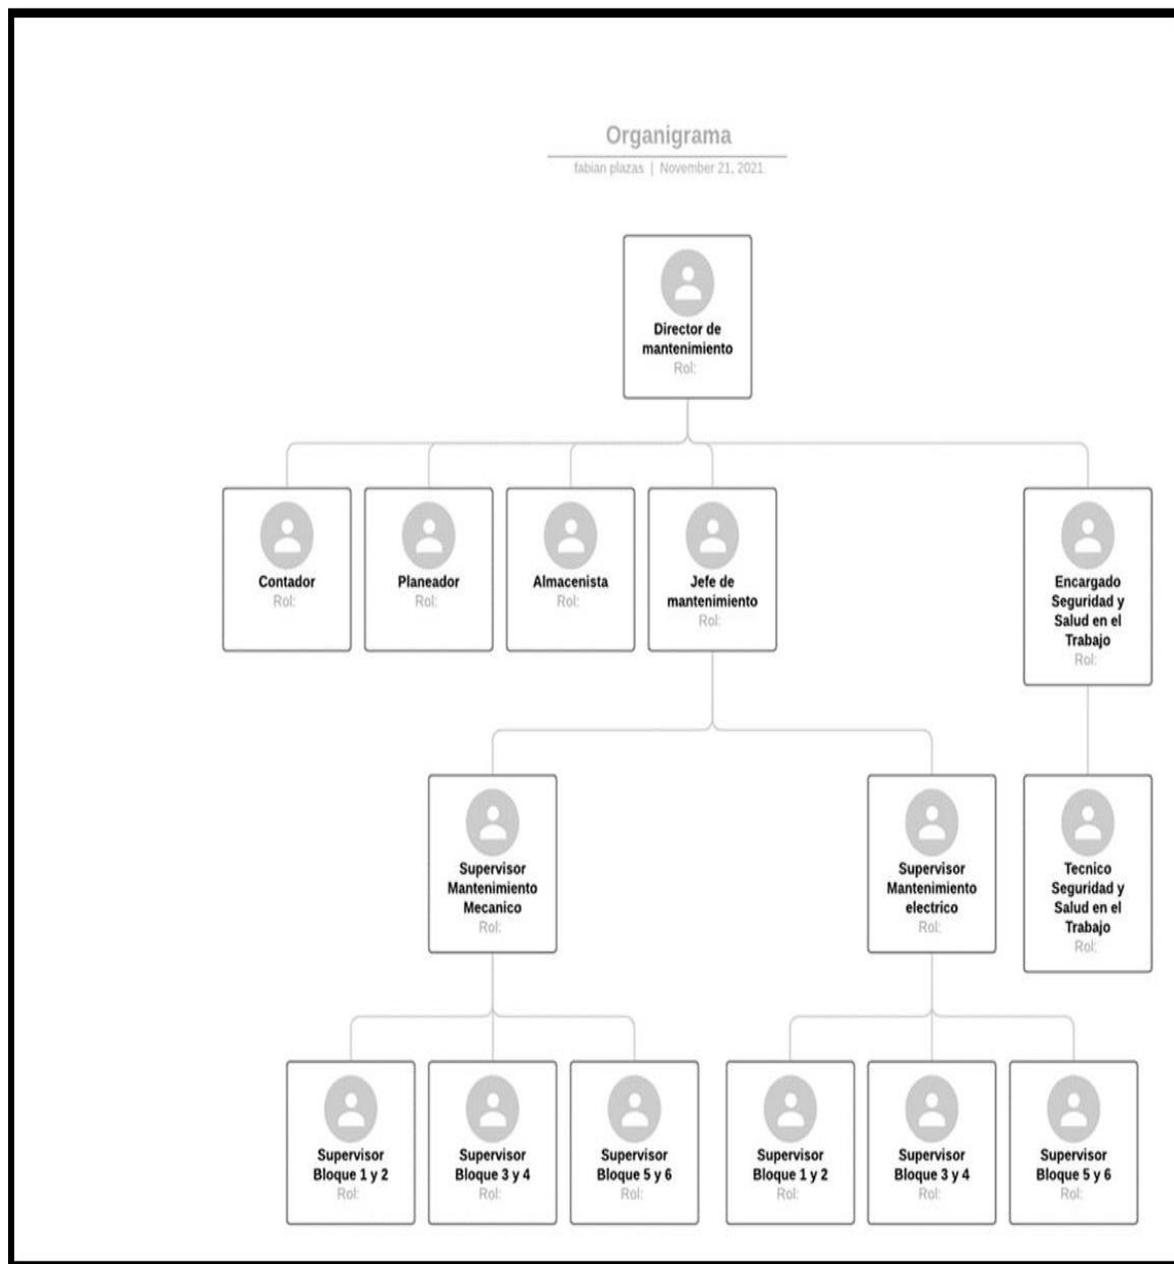 Organigrama
fabian plazas | November 21, 2021
Director de
mantenimiento
Rol:
Contador
Rol:
Planeador
Rol:
Almacenista
Rol:
Jefe de
mantenimiento
Rol:
Encargado
Seguridad y
Salud en el
Trabajo
Rol:
Supervisor
Mantenimiento
Mecanico
Rol:
Supervisor
Mantenimiento
electrico
Rol:
Tecnico
Seguridad y
Salud en el
Trabajo
Rol:
Supervisor
Bloque 1 y 2
Rol:
Supervisor
Bloque 3 y 4
Rol:
Supervisor
Bloque 5 y 6
Rol:
Supervisor
Bloque 1 y 2
Rol:
Supervisor
Bloque 3 y 4
Rol:
Supervisor
Bloque 5 y 6
Rol: